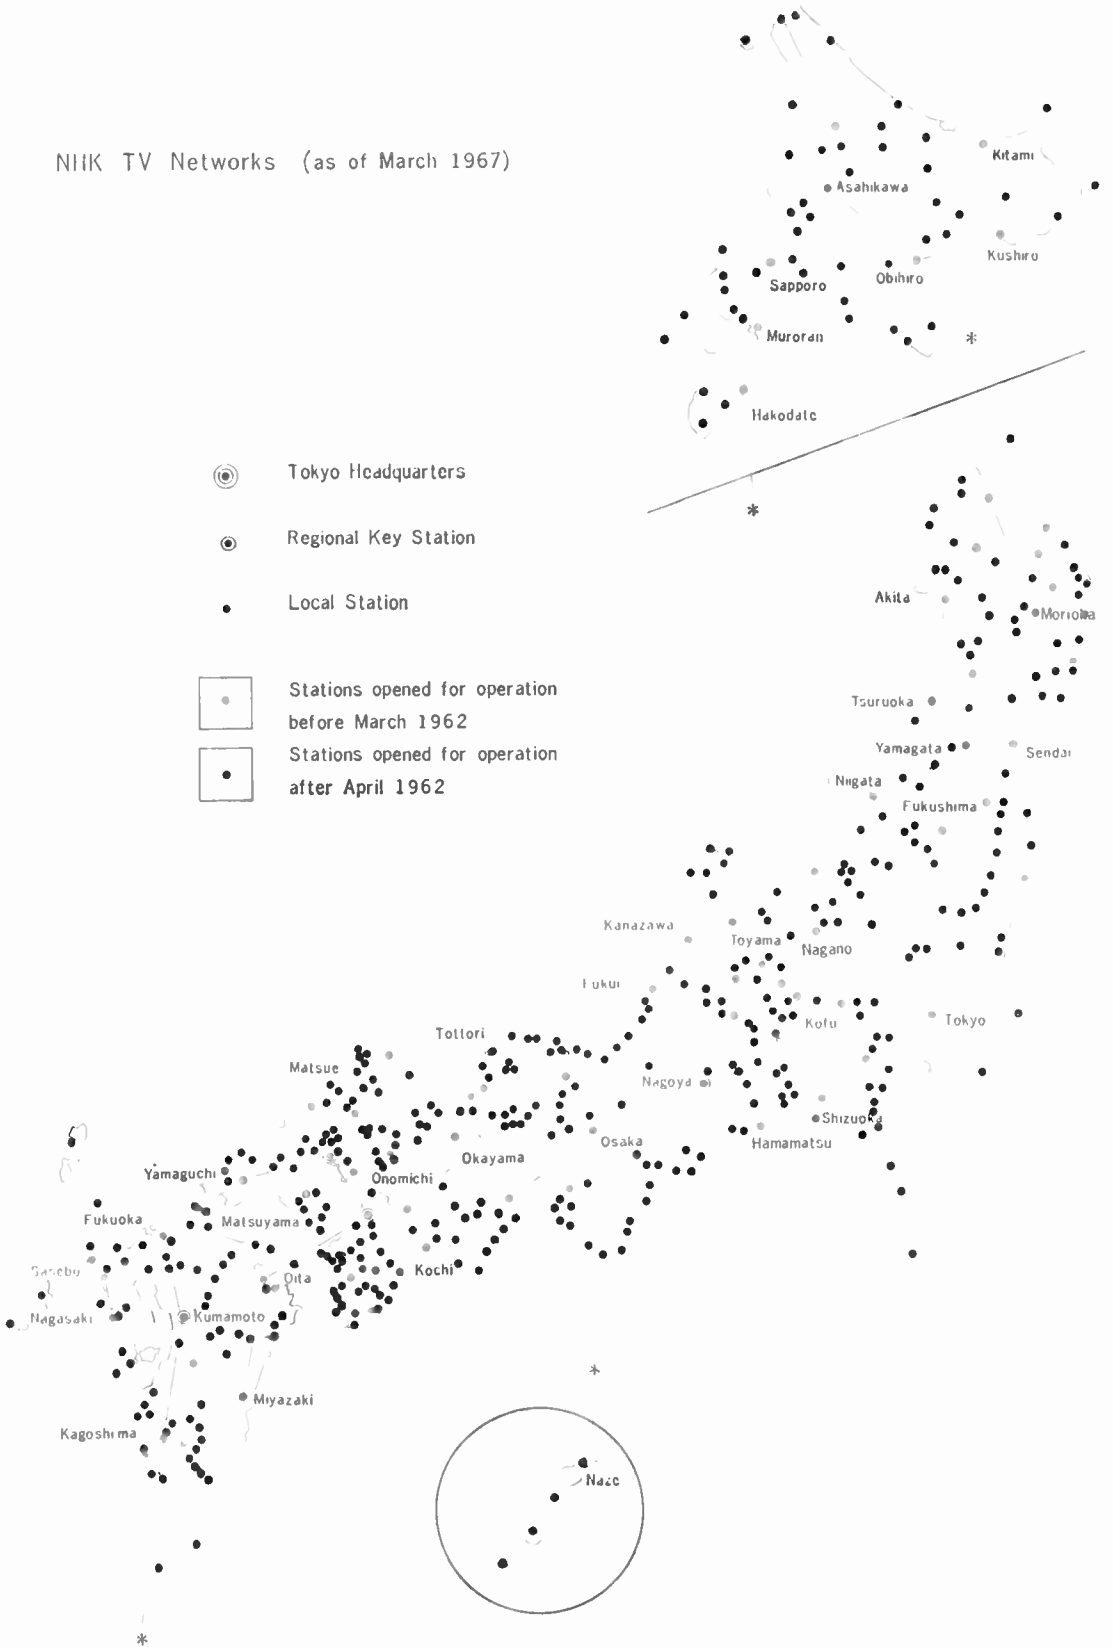 NHK TV Networks (as of March 1967)
Kitami
Asahikawa
Kushiro
Obihiro
Sapporo
Muroran
*
Hakodate
*
Tokyo Headquarters
Regional Key Station
Local Station
Akita
Morioka
Stations opened for operation
before March 1962
Stations opened for operation
after April 1962
Tsuruoka
Yamagata
Sendai
Niigata
Fukushima
Kanazawa
Toyama
Nagano
Fukui
Kofu
Tokyo
Tottori
Matsue
Nagoya
Shizuoka
Osaka
Hamamatsu
Okayama
Yamaguchi
Onomichi
Fukuoka
Matsuyama
Sasebo
Oita
Kochi
Nagasaki
Kumamoto
*
Miyazaki
Kagoshima
Naze
*